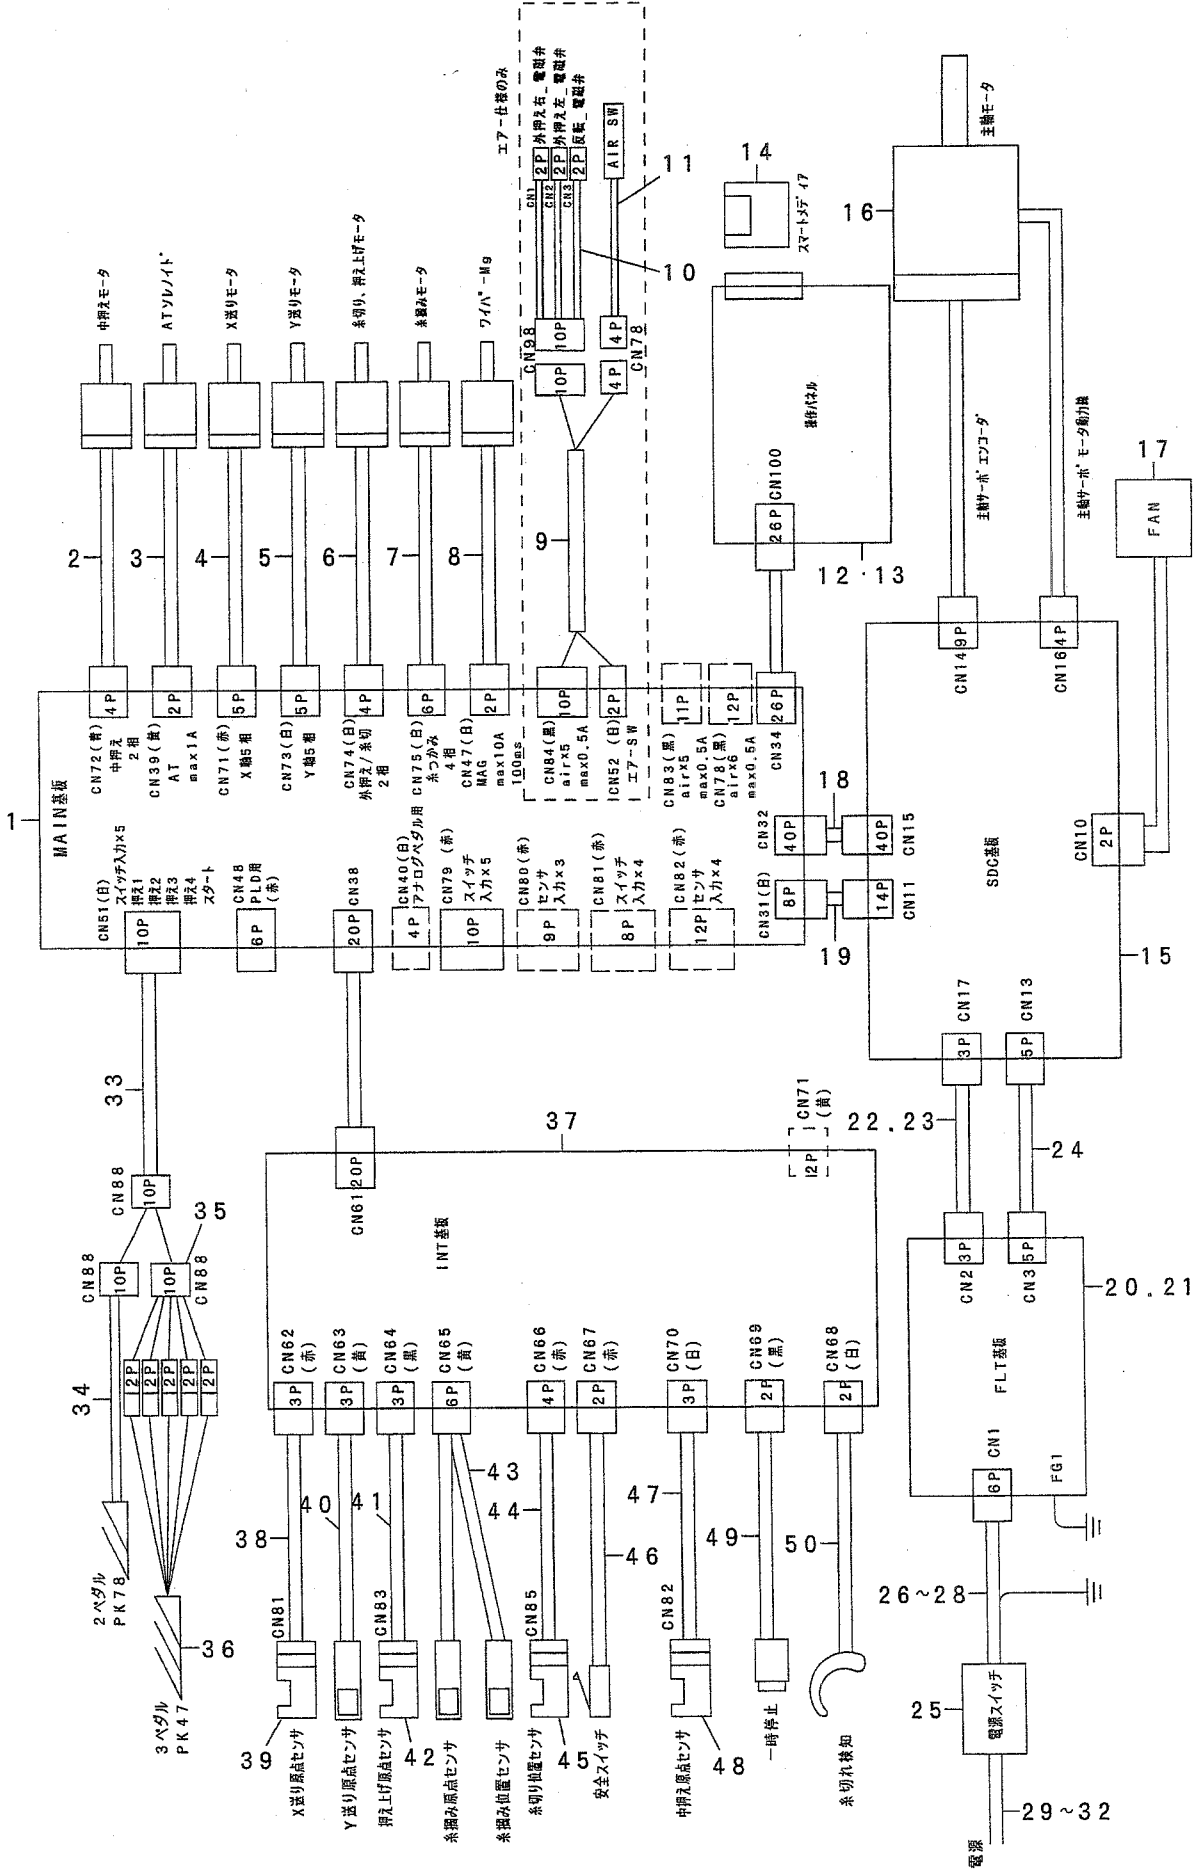 エアー仕様のみ
CN1
2P
外押え右_電磁弁
CN2
2P
外押え左_電磁弁
CN3
2P
反転_電磁弁
AIR SW
11
10
CN98
10P
10P
4P
4P
CN78
9
中押えモータ
ATソレノイド
X送りモータ
Y送りモータ
糸切り、押え上げモータ
糸掴みモータ
ワイパ-Mg
2
3
4
5
6
7
8
1
MAIN基板
CN72(青)
中押え
2相
4P
CN39(黄)
AT
max1A
2P
CN71(赤)
X軸5相
5P
CN73(白)
Y軸5相
5P
CN74(白)
外押え/糸切
2相
4P
CN75(白)
糸つかみ
4相
6P
CN47(白)
MAG
max10A
100ms
2P
CN84(黒)
airx5
max0.5A
10P
CN52(白)
エアーSW
2P
CN83(黒)
airx5
max0.5A
11P
CN78(黒)
airx6
max0.5A
12P
CN34
26P
14
スマートメディア
操作パネル
CN100
26P
12・13
16
主軸モータ
主軸サーボエンコーダ
主軸サーボモータ動力線
17
FAN
CN51(白)
スイッチ入力×5
押え1
押え2
押え3
押え4
スタート
10P
CN48
PLD用
(赤)
6P
CN38
20P
CN40(白)
アナログペダル用
4P
CN79(赤)
スイッチ
入力×5
10P
CN80(赤)
センサ
入力×3
9P
CN81(赤)
スイッチ
入力×4
8P
CN82(赤)
センサ
入力×4
12P
CN31(白)
8P
CN32
40P
18
19
14P
CN11
40P
CN15
SDC基板
CN14
9P
CN16
4P
CN10
2P
15
CN17
3P
CN13
5P
22.23
24
CN2
3P
CN3
5P
FLT基板
20.21
CN1
6P
FG1
26~28
25
電源スイッチ
29~32
電源
33
CN88
10P
CN88
10P
10P
CN88
35
34
2P
2P
2P
2P
2P
2ペダル
PK78
3ペダル
PK47
36
37
CN61
20P
INT基板
CN71
(黄)
2P
CN62
(赤)
3P
CN63
(黄)
3P
CN64
(黒)
3P
CN65
(黄)
6P
CN66
(赤)
4P
CN67
(赤)
2P
CN70
(白)
3P
CN69
(黒)
2P
CN68
(白)
2P
38
40
41
43
44
46
47
49
50
CN81
CN83
CN85
CN82
39
42
45
48
X送り原点センサ
Y送り原点センサ
押え上げ原点センサ
糸掴み原点センサ
糸掴み位置センサ
糸切り位置センサ
安全スイッチ
中押え原点センサ
一時停止
糸切れ検知